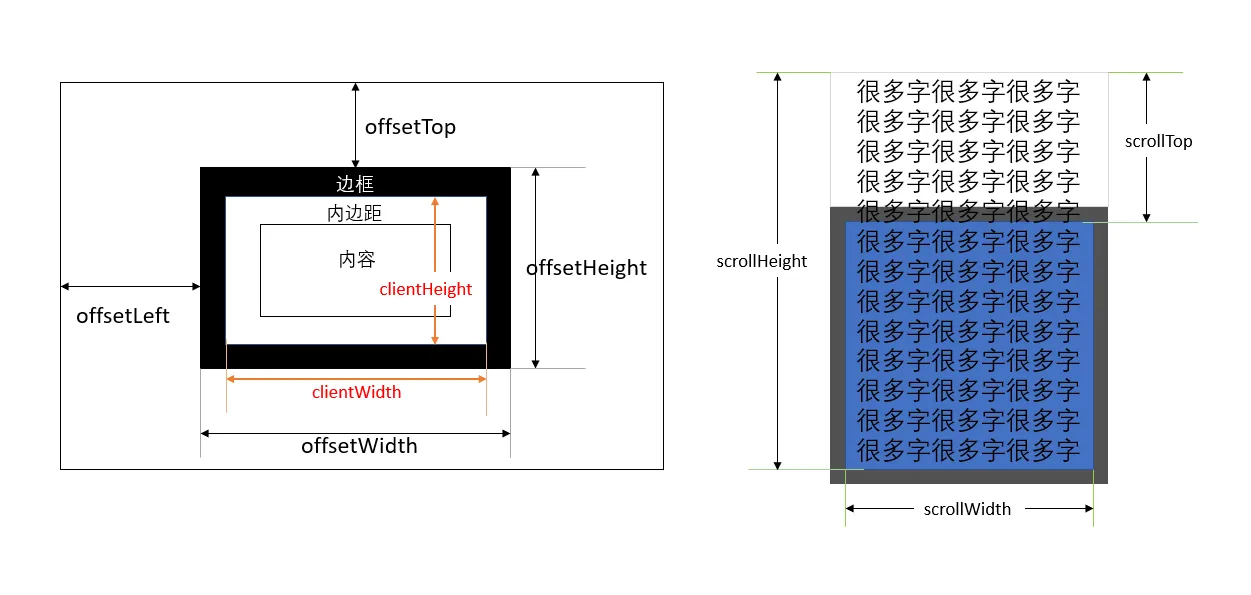 offsetTop
边框
内边距
内容
clientHeight
offsetHeight
offsetLeft
clientWidth
offsetWidth
很多字很多字很多字
很多字很多字很多字
很多字很多字很多字
很多字很多字很多字
很多字很多字很多字
很多字很多字很多字
很多字很多字很多字
很多字很多字很多字
很多字很多字很多字
很多字很多字很多字
很多字很多字很多字
很多字很多字很多字
很多字很多字很多字
scrollTop
scrollHeight
scrollWidth